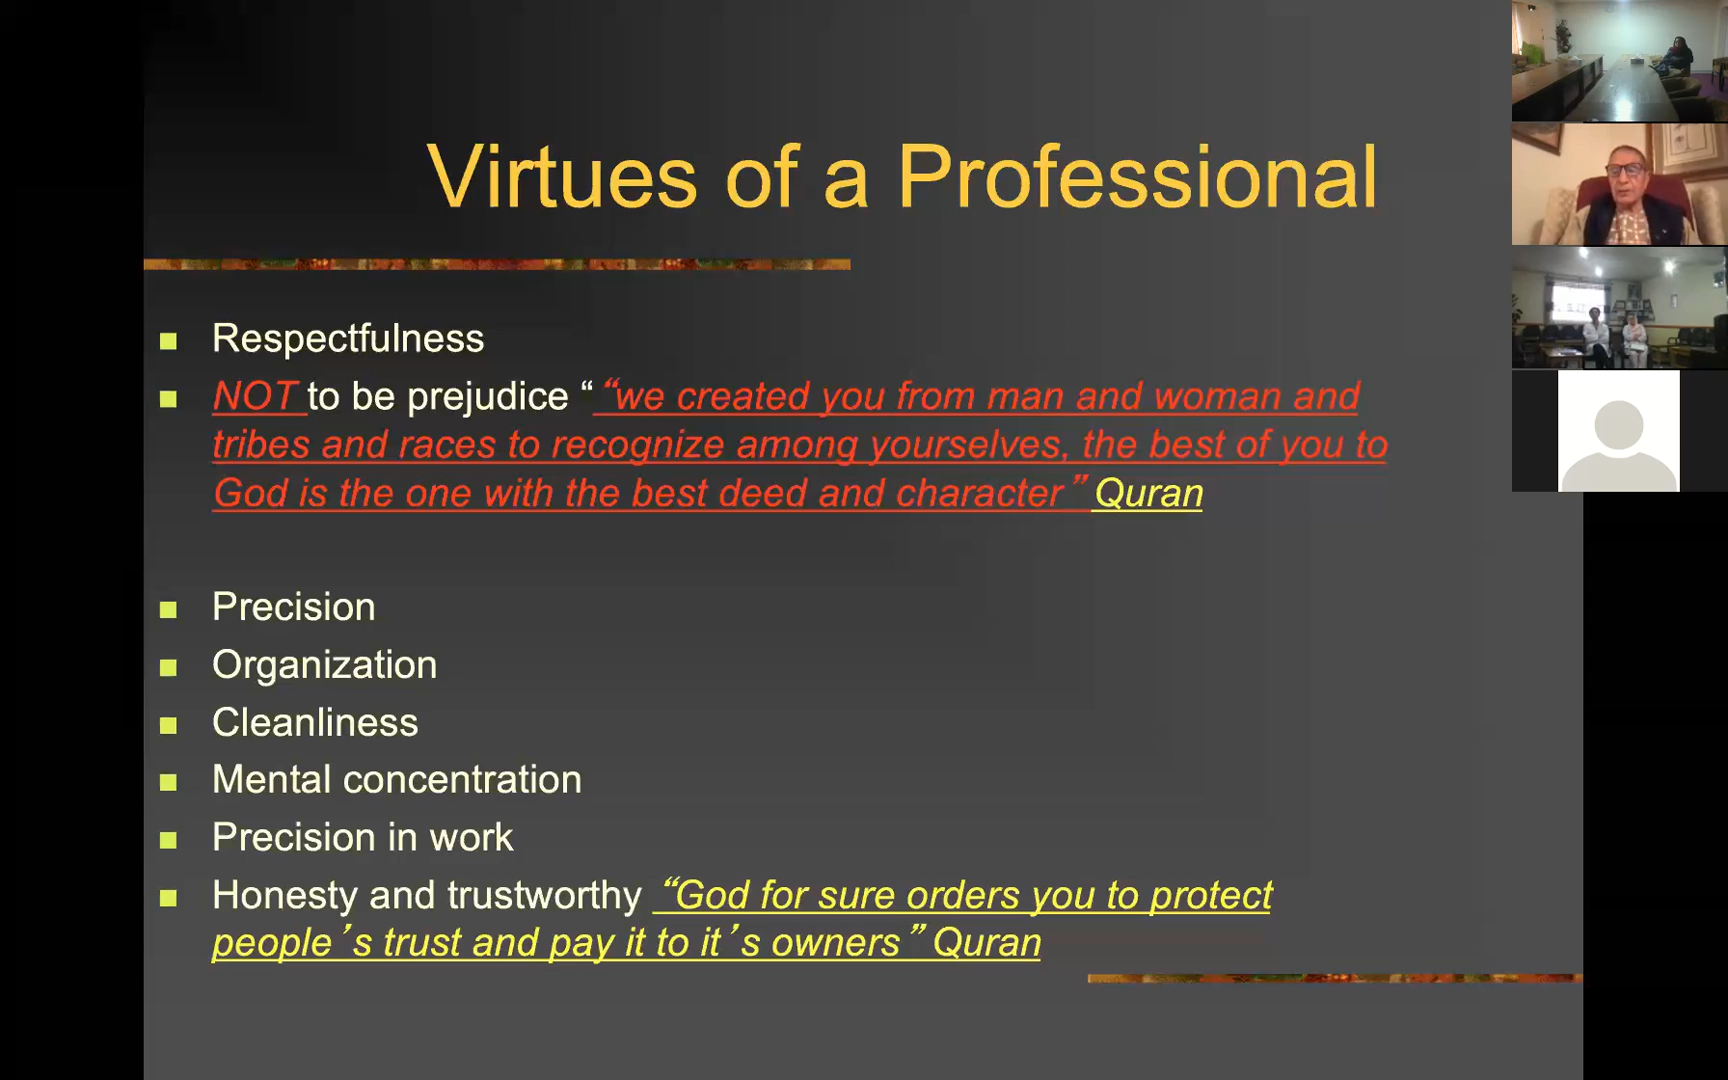 Virtues of a Professional
Respectfulness
NOT to be prejudice “ “we created you from man and woman and
tribes and races to recognize among yourselves, the best of you to
God is the one with the best deed and character” Quran
Precision
Organization
Cleanliness
Mental concentration
Precision in work
Honesty and trustworthy “God for sure orders you to protect
people’s trust and pay it to it’s owners” Quran